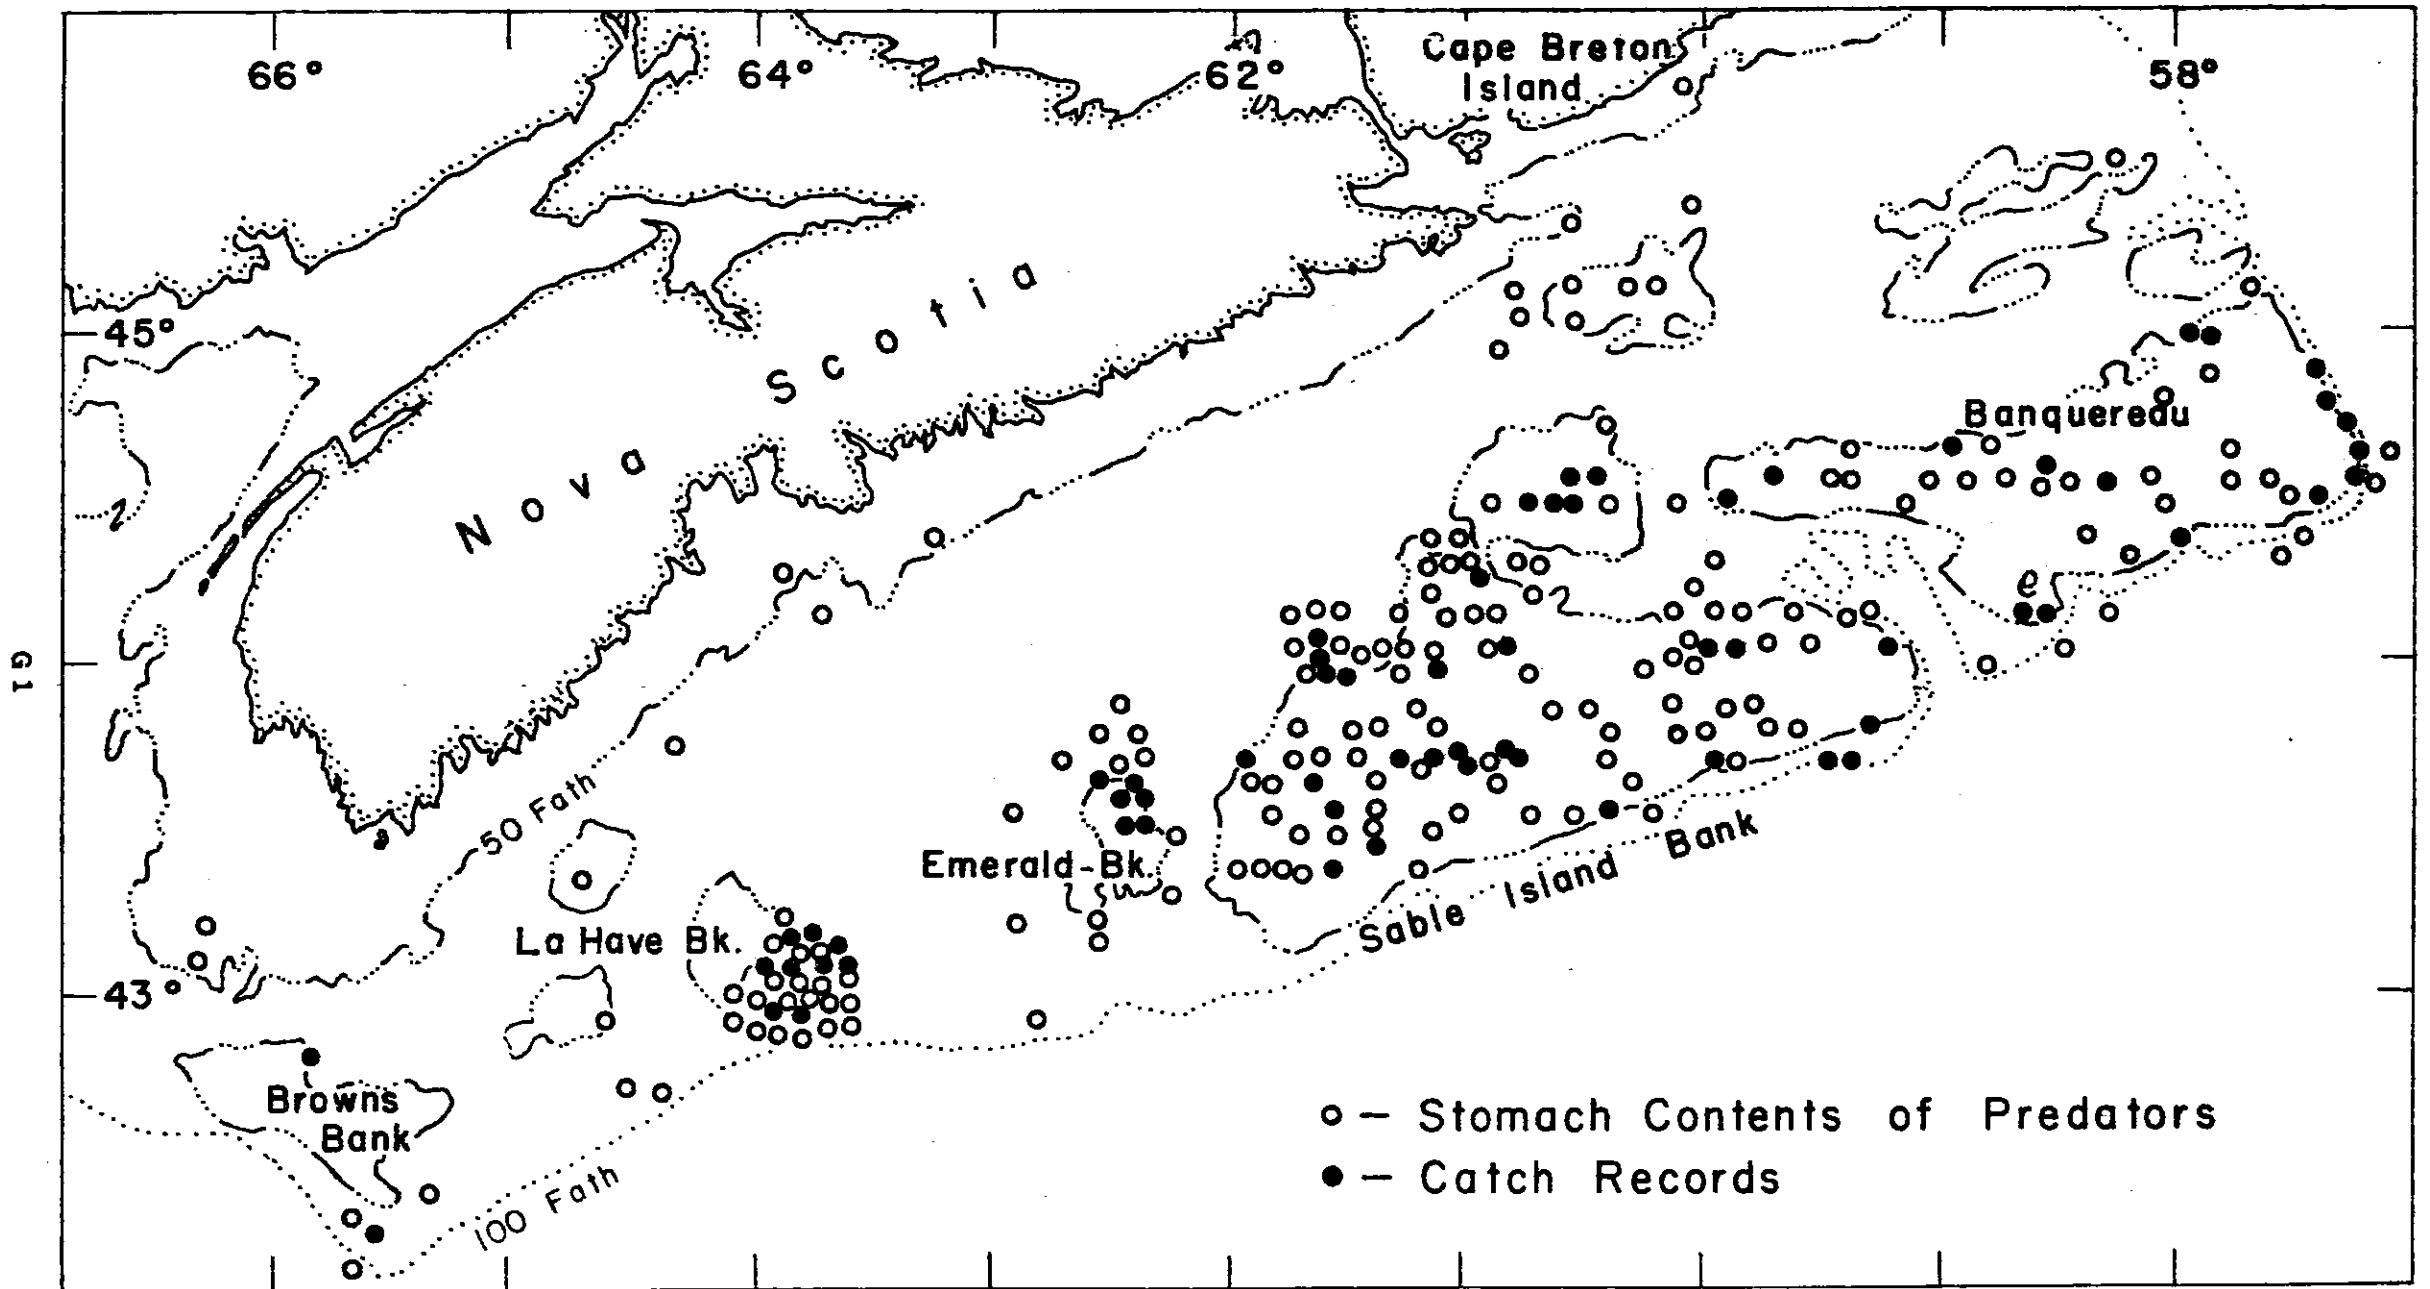 66°
64°
62°
58°
Cape Breton
Island
45°
Nova Scotia
Banquereau
G 1
50 Fath
Emerald-Bk.
Sable Island Bank
La Have Bk.
43°
Browns
Bank
100 Fath
o – Stomach Contents of Predators
● – Catch Records